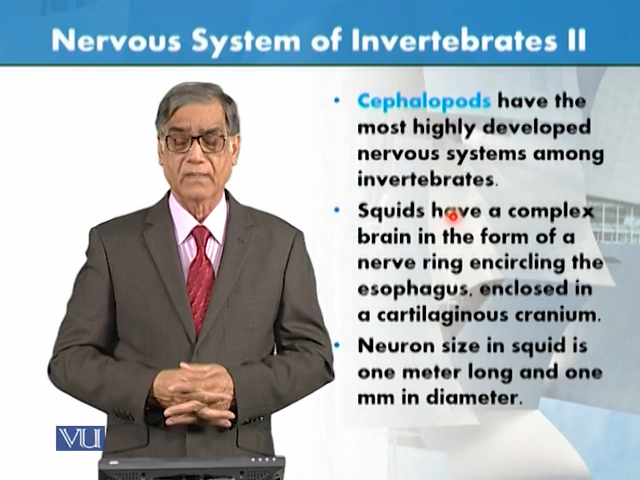 Nervous System of Invertebrates II
• Cephalopods have the
most highly developed
nervous systems among
invertebrates.
• Squids have a complex
brain in the form of a
nerve ring encircling the
esophagus, enclosed in
a cartilaginous cranium.
• Neuron size in squid is
one meter long and one
mm in diameter.
VU